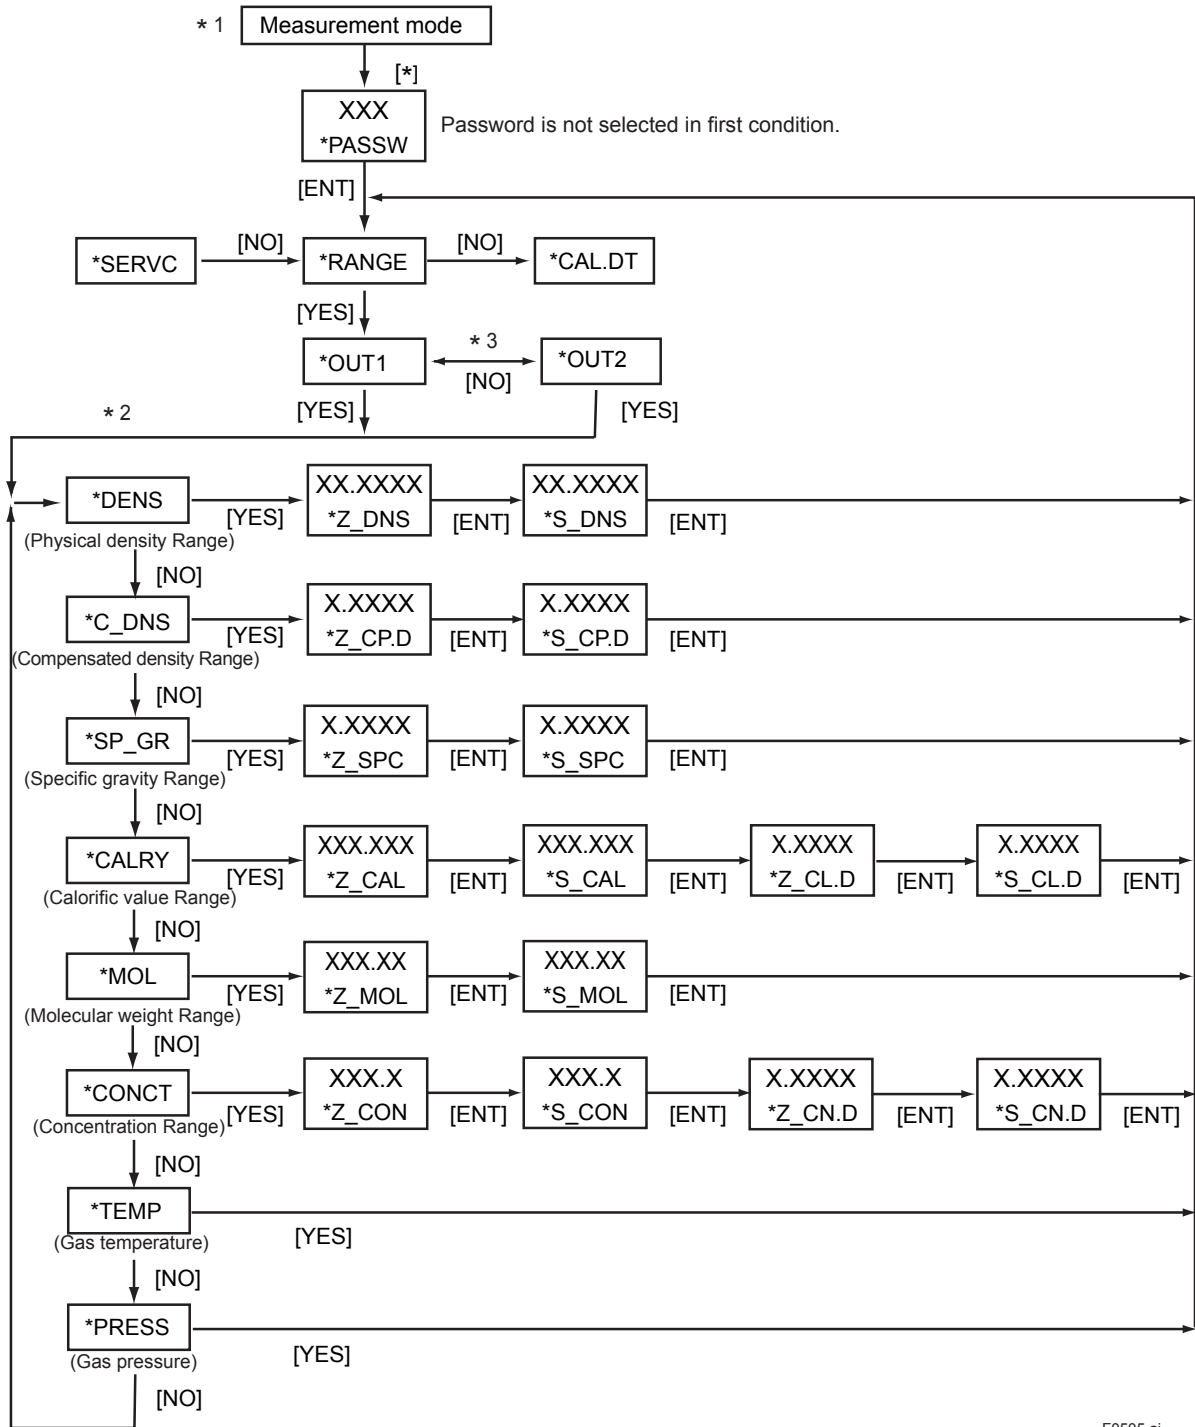 * 1
Measurement mode
[*]
XXX
*PASSW
Password is not selected in first condition.
[ENT]
*SERVC
[NO]
*RANGE
[NO]
*CAL.DT
[YES]
*OUT1
* 3
[NO]
*OUT2
* 2
[YES]
[YES]
*DENS
[YES]
XX.XXXX
*Z_DNS
[ENT]
XX.XXXX
*S_DNS
[ENT]
(Physical density Range)
[NO]
*C_DNS
[YES]
X.XXXX
*Z_CP.D
[ENT]
X.XXXX
*S_CP.D
[ENT]
(Compensated density Range)
[NO]
*SP_GR
[YES]
X.XXXX
*Z_SPC
[ENT]
X.XXXX
*S_SPC
[ENT]
(Specific gravity Range)
[NO]
*CALRY
[YES]
XXX.XXX
*Z_CAL
[ENT]
XXX.XXX
*S_CAL
[ENT]
X.XXXX
*Z_CL.D
[ENT]
X.XXXX
*S_CL.D
[ENT]
(Calorific value Range)
[NO]
*MOL
[YES]
XXX.XX
*Z_MOL
[ENT]
XXX.XX
*S_MOL
[ENT]
(Molecular weight Range)
[NO]
*CONCT
[YES]
XXX.X
*Z_CON
[ENT]
XXX.X
*S_CON
[ENT]
X.XXXX
*Z_CN.D
[ENT]
X.XXXX
*S_CN.D
[ENT]
(Concentration Range)
[NO]
*TEMP
[YES]
(Gas temperature)
[NO]
*PRESS
[YES]
(Gas pressure)
[NO]